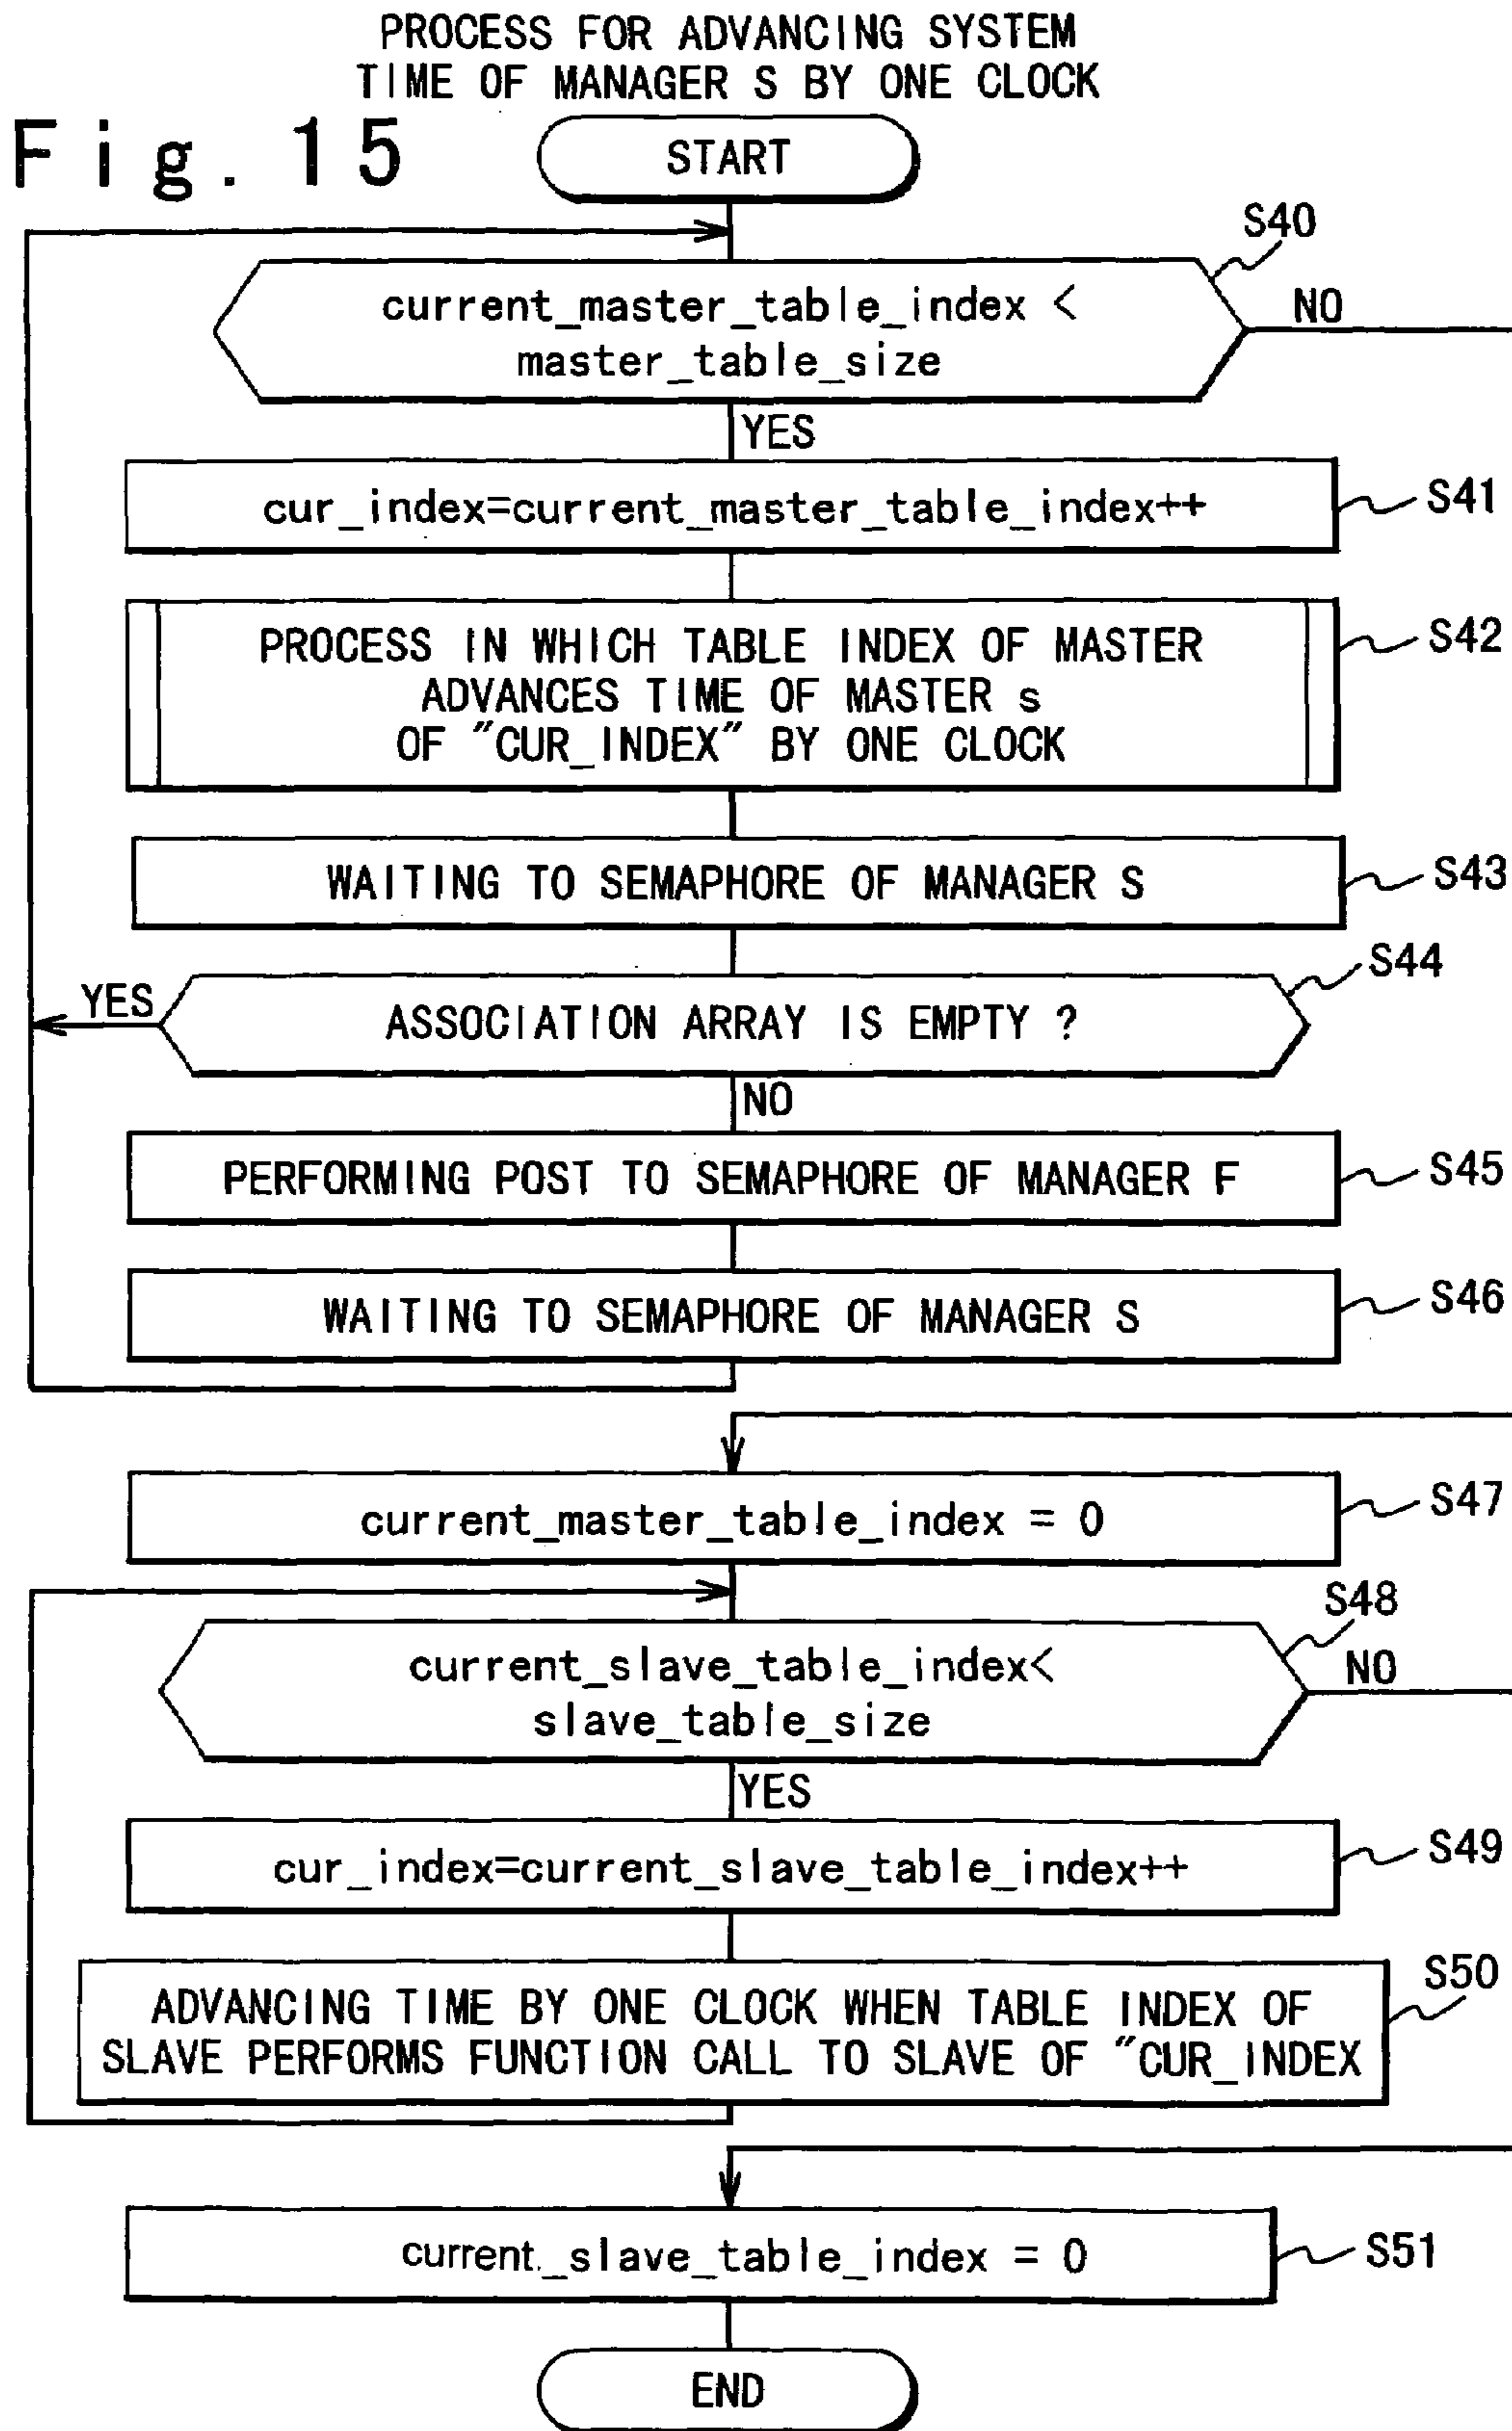 PROCESS FOR ADVANCING SYSTEM
TIME OF MANAGER S BY ONE CLOCK
Fig. 15
START
S40
current_master_table_index <
master_table_size
NO
YES
cur_index=current_master_table_index++
S41
PROCESS IN WHICH TABLE INDEX OF MASTER
ADVANCES TIME OF MASTER s
OF "CUR_INDEX" BY ONE CLOCK
S42
WAITING TO SEMAPHORE OF MANAGER S
S43
S44
YES
ASSOCIATION ARRAY IS EMPTY ?
NO
PERFORMING POST TO SEMAPHORE OF MANAGER F
S45
WAITING TO SEMAPHORE OF MANAGER S
S46
current_master_table_index = 0
S47
S48
current_slave_table_index<
slave_table_size
NO
YES
cur_index=current_slave_table_index++
S49
S50
ADVANCING TIME BY ONE CLOCK WHEN TABLE INDEX OF
SLAVE PERFORMS FUNCTION CALL TO SLAVE OF "CUR_INDEX
current_slave_table_index = 0
S51
END